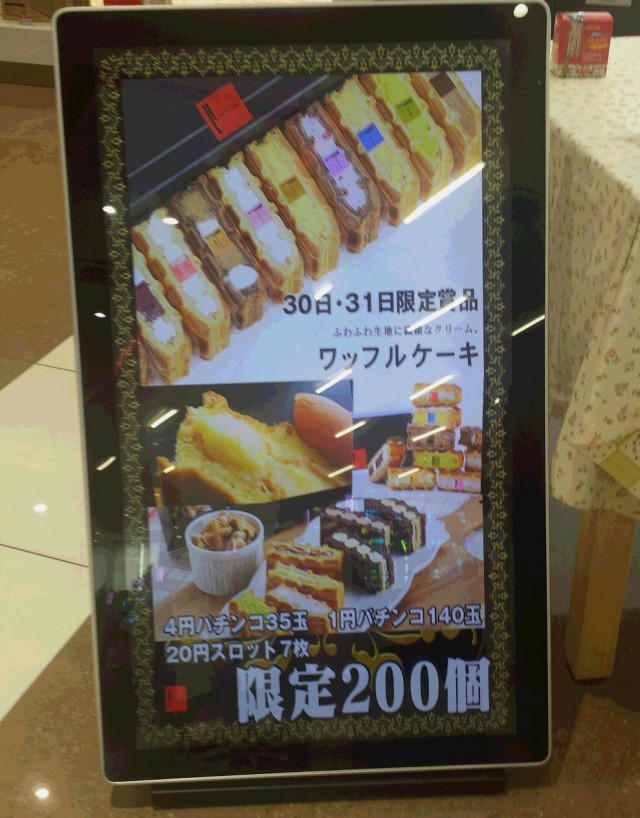 30日・31日限定賞品
ふわふわ生地に綺麗なクリーム。
ワッフルケーキ
4円パチンコ35玉 1円パチンコ140玉
20円スロット7枚
限定200個